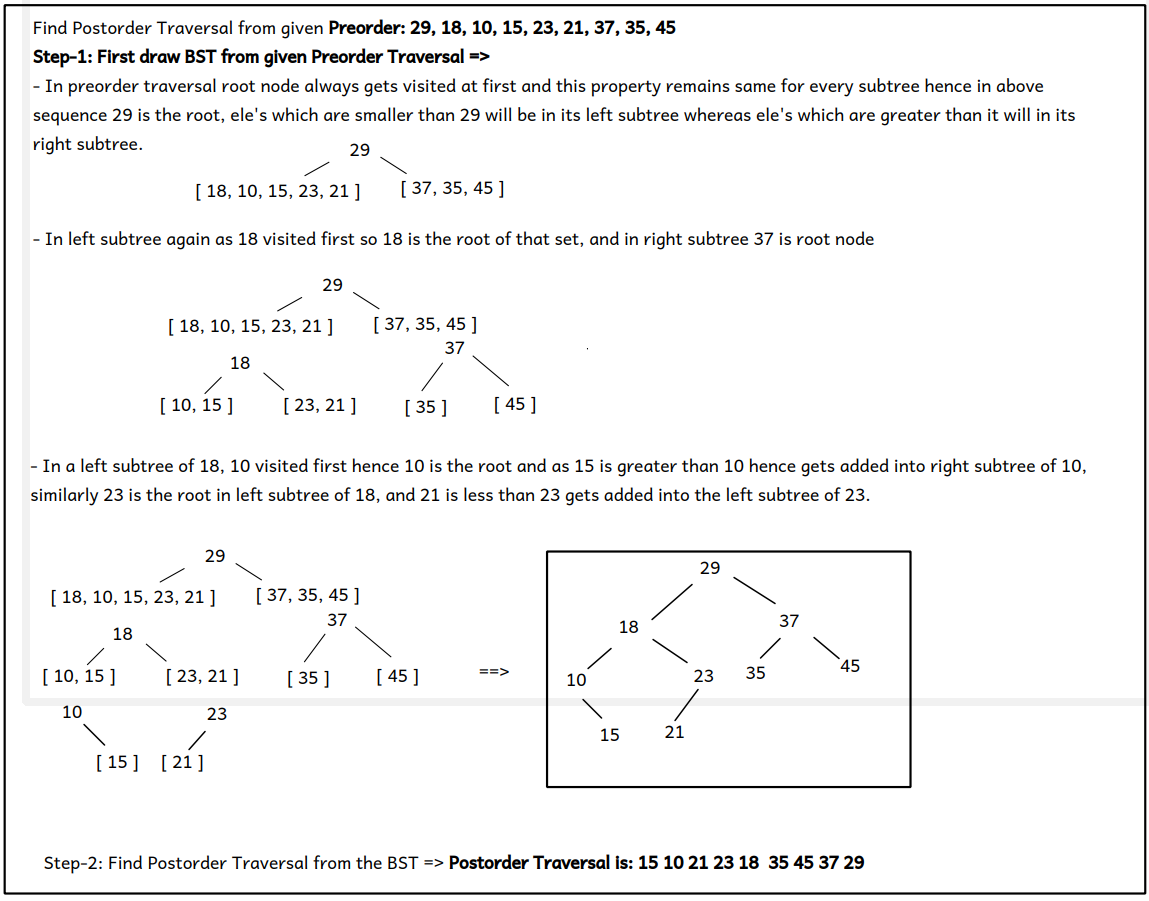 Find Postorder Traversal from given Preorder: 29, 18, 10, 15, 23, 21, 37, 35, 45
Step-1: First draw BST from given Preorder Traversal =>
- In preorder traversal root node always gets visited at first and this property remains same for every subtree hence in above
sequence 29 is the root, ele's which are smaller than 29 will be in its left subtree whereas ele's which are greater than it will in its
right subtree.
29
[ 18, 10, 15, 23, 21 ] [ 37, 35, 45 ]
- In left subtree again as 18 visited first so 18 is the root of that set, and in right subtree 37 is root node
29
[ 18, 10, 15, 23, 21 ] [ 37, 35, 45 ]
18 37
[ 10, 15 ] [ 23, 21 ] [ 35 ] [ 45 ]
- In a left subtree of 18, 10 visited first hence 10 is the root and as 15 is greater than 10 hence gets added into right subtree of 10,
similarly 23 is the root in left subtree of 18, and 21 is less than 23 gets added into the left subtree of 23.
29
[ 18, 10, 15, 23, 21 ] [ 37, 35, 45 ]
18 37
[ 10, 15 ] [ 23, 21 ] [ 35 ] [ 45 ]
10 23
[ 15 ] [ 21 ]
==>
29
18 37
10 23 35 45
15 21
Step-2: Find Postorder Traversal from the BST => Postorder Traversal is: 15 10 21 23 18 35 45 37 29